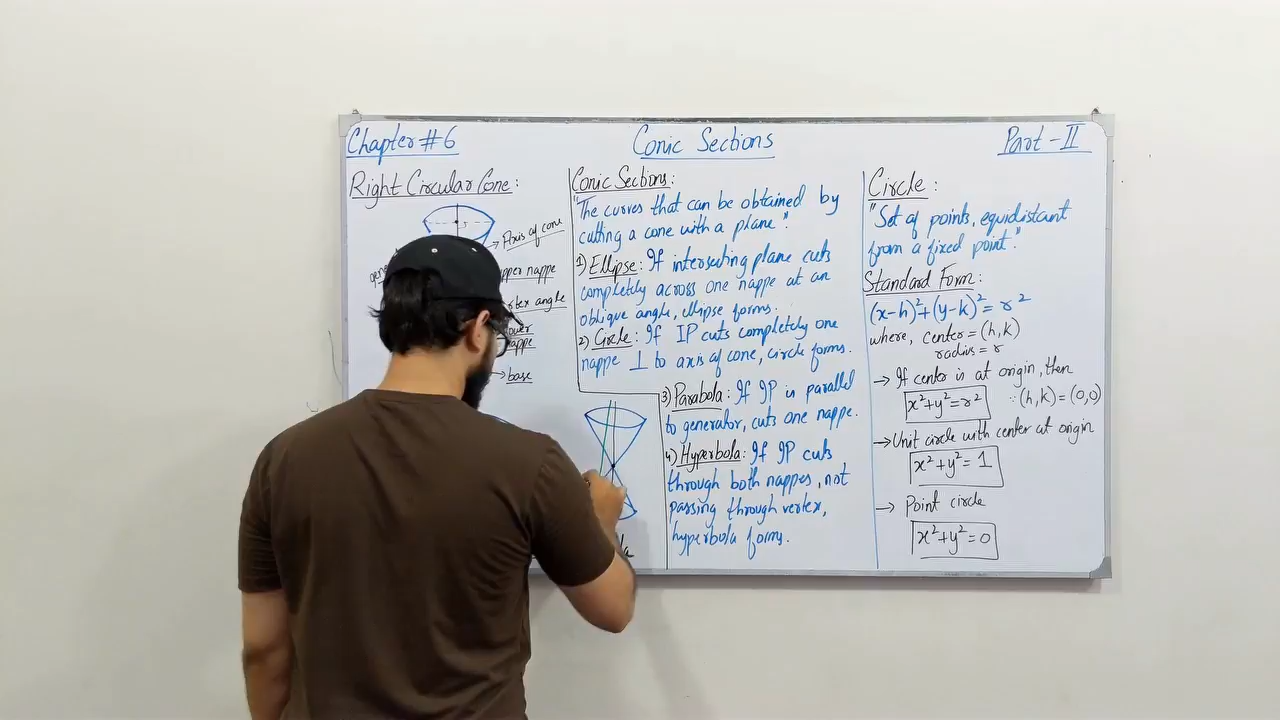 Chapter #6
Conic Sections
Part - II
Right Circular Cone:
r
Axis of cone
base
Conic Sections:
"The curves that can be obtained by
cutting a cone with a plane".
1) Ellipse: If intersecting plane cuts
completely across one nappe at an
oblique angle, ellipse forms.
2) Circle: If IP cuts completely one
nappe ⊥ to axis of cone, circle forms.
3) Parabola: If IP is parallel
to generator, cuts one nappe.
4) Hyperbola: If IP cuts
through both nappes, not
passing through vertex,
hyperbola forms.
Circle:
"Set of points, equidistant
from a fixed point."
Standard Form:
(x-h)²+(y-k)² = r²
where, center = (h,k)
radius = r
→ If center is at origin, then
x²+y²=r² ∵(h,k) = (0,0)
→ Unit circle with center at origin
x²+y² = 1
→ Point circle
x²+y²=0